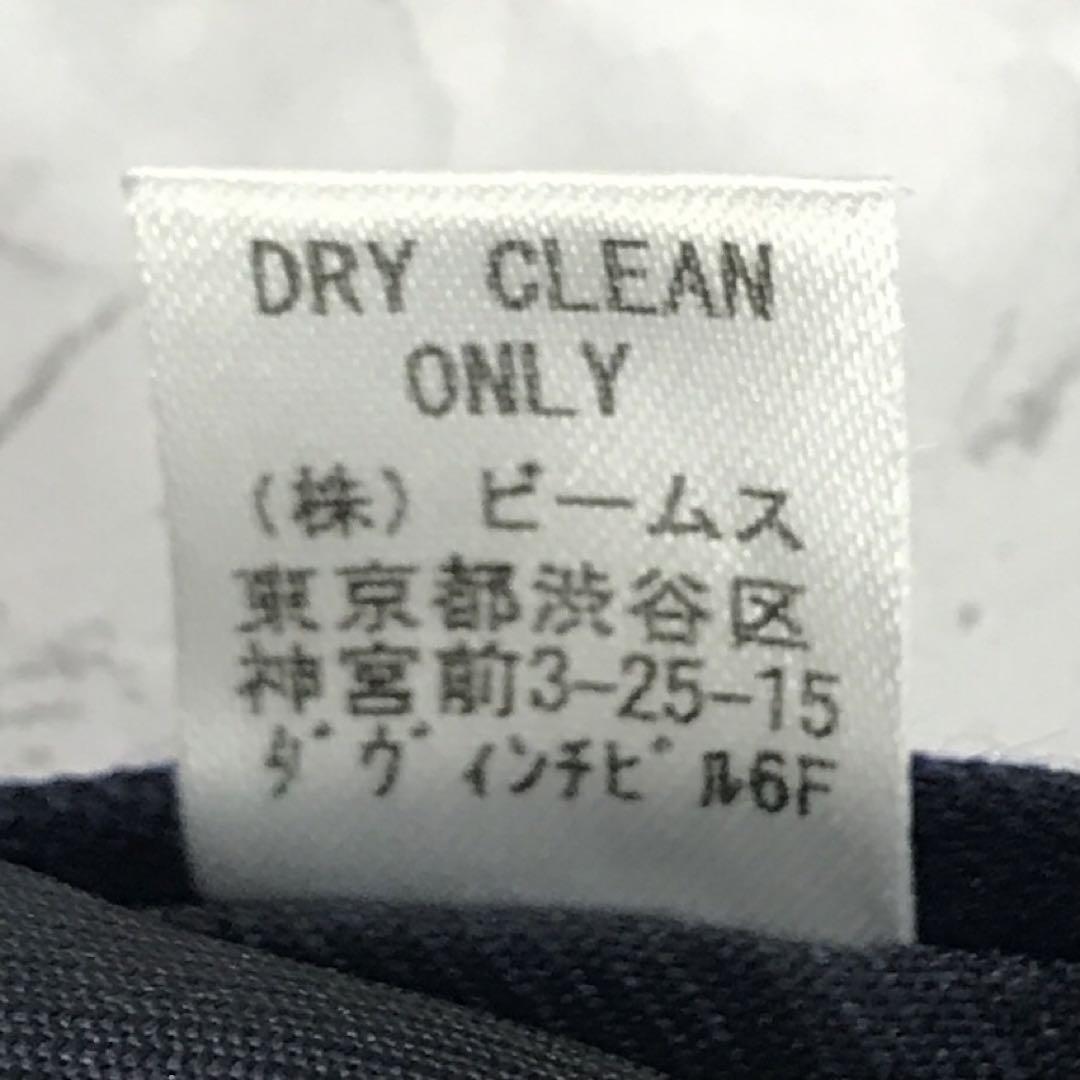 DRY CLEAN
ONLY
(株) ビームス
東京都渋谷区
神宮前3-25-15
ﾀﾞｳﾞｨﾝﾁﾋﾞﾙ6F